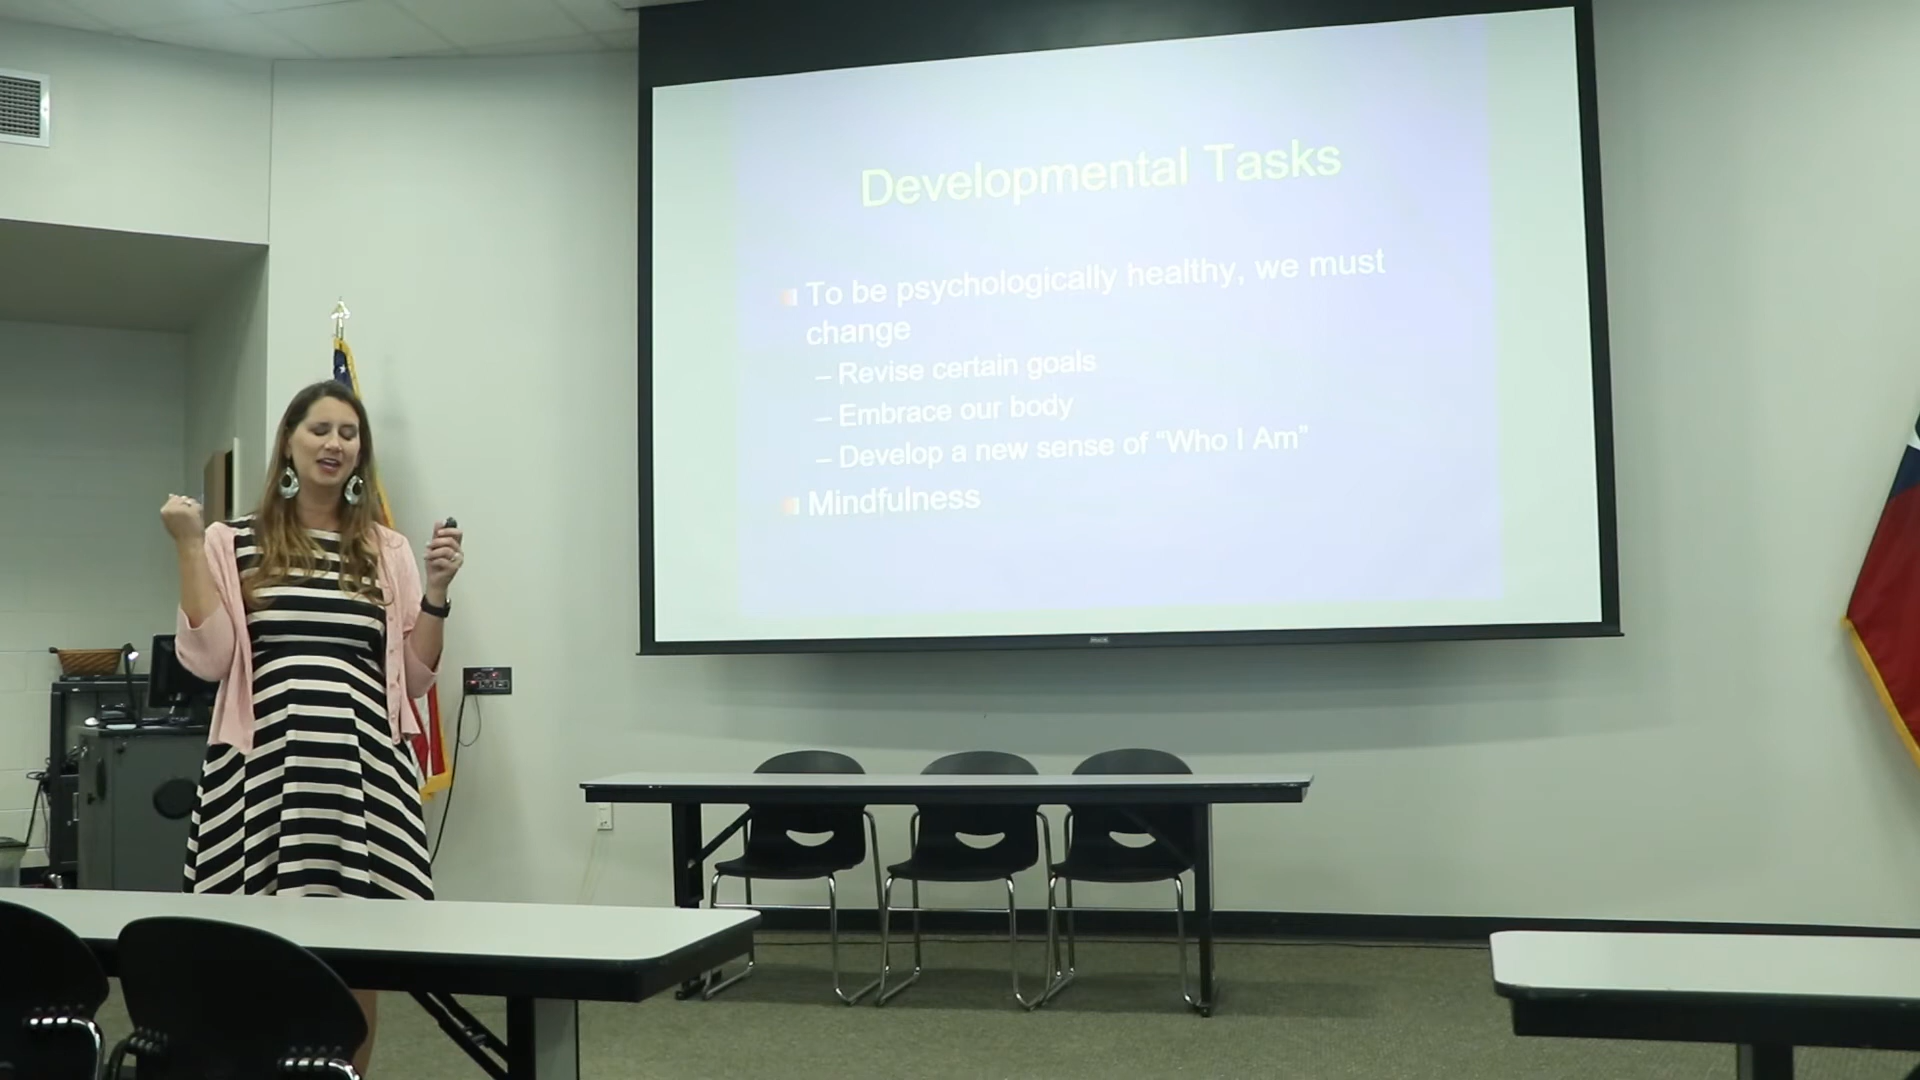 Developmental Tasks
To be psychologically healthy, we must
change
– Revise certain goals
– Embrace our body
– Develop a new sense of “Who I Am”
Mindfulness